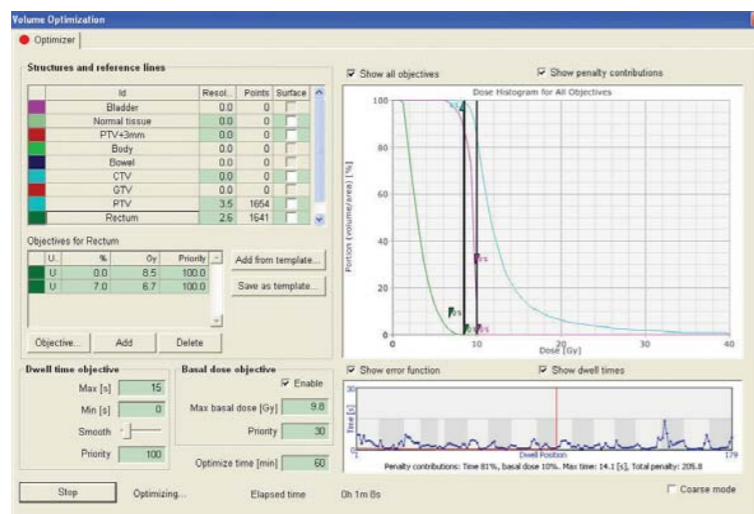 Volume Optimization
Optimizer
Structures and reference lines
Id Resol... Points Surface
Bladder 0.0 0
Normal tissue 0.0 0
PTV+3mm 0.0 0
Body 0.0 0
Bowel 0.0 0
CTV 0.0 0
GTV 0.0 0
PTV 3.5 1654
Rectum 2.6 1641
Objectives for Rectum
U.. % Gy Priority
U 0.0 8.5 100.0
U 7.0 6.7 100.0
Add from template...
Save as template...
Objective... Add Delete
Dwell time objective
Max [s] 15
Min [s] 0
Smooth
Priority 100
Basal dose objective
Enable
Max basal dose [Gy] 9.8
Priority 30
Optimize time [min] 60
Show all objectives Show penalty contributions
Dose Histogram for All Objectives
Portion (volume/area) [%]
100
80
60
40
20
0
0 10 20 30 40
Dose [Gy]
Show error function Show dwell times
Time [s]
30
0
1 Dwell Position 179
Penalty contributions: Time 81%, basal dose 10%. Max time: 14.1 [s], Total penalty: 205.8
Stop Optimizing... Elapsed time 0h 1m 8s
Coarse mode